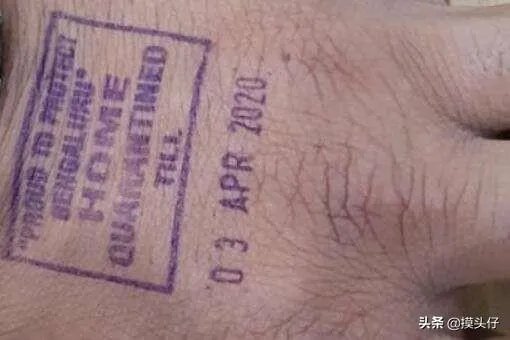 "PROUD TO PROTECT
BENGALURU"
HOME
QUARANTINED
TILL
03 APR 2020
头条 @摸头仔